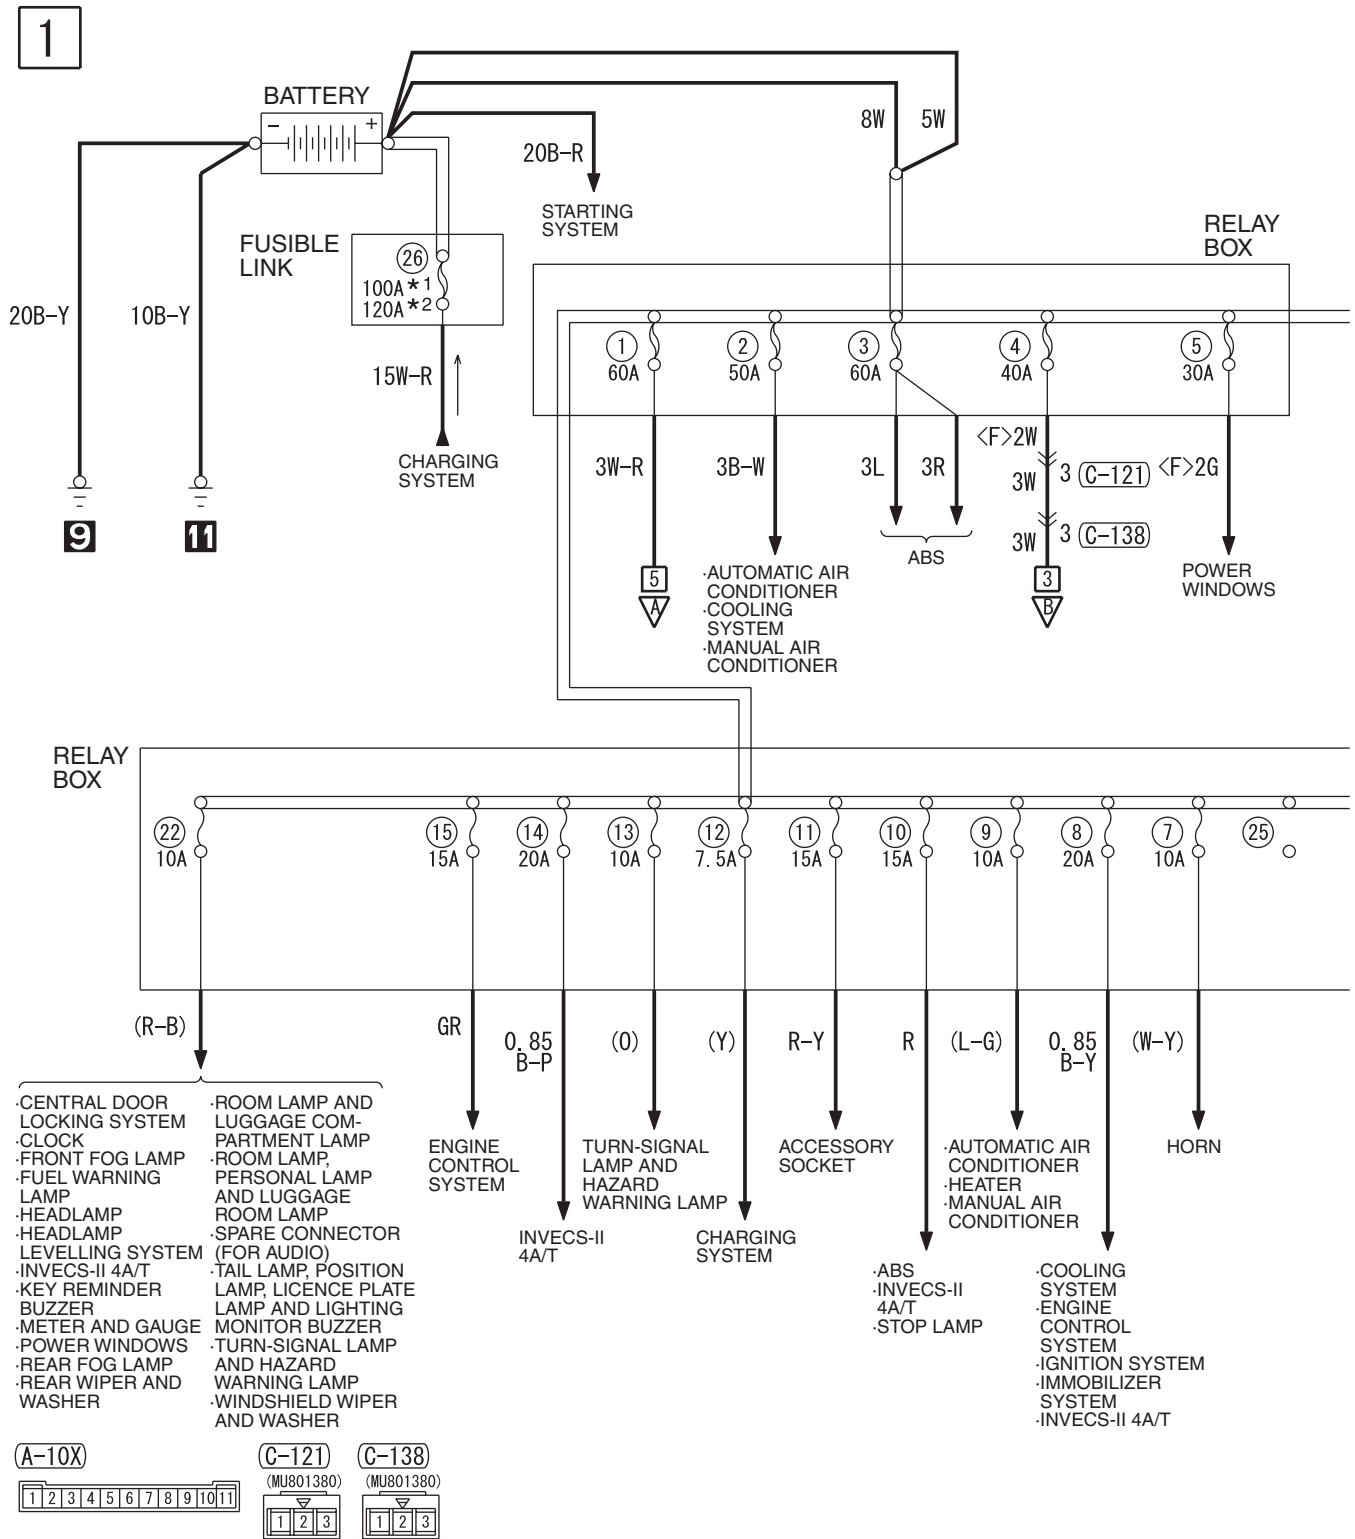 1
BATTERY
−
+
8W
5W
20B-R
STARTING
SYSTEM
RELAY
BOX
FUSIBLE
LINK
26
100A*1
120A*2
20B-Y
10B-Y
15W-R
CHARGING
SYSTEM
9
11
1
60A
2
50A
3
60A
4
40A
5
30A
3W-R
3B-W
3L
3R
<F>2W
3W
3
C-121
<F>2G
3W
3
C-138
5
A
·AUTOMATIC AIR
CONDITIONER
·COOLING
SYSTEM
·MANUAL AIR
CONDITIONER
ABS
3
B
POWER
WINDOWS
RELAY
BOX
22
10A
15
15A
14
20A
13
10A
12
7.5A
11
15A
10
15A
9
10A
8
20A
7
10A
25
(R-B)
GR
0.85
B-P
(O)
(Y)
R-Y
R
(L-G)
0.85
B-Y
(W-Y)
·CENTRAL DOOR
LOCKING SYSTEM
·CLOCK
·FRONT FOG LAMP
·FUEL WARNING
LAMP
·HEADLAMP
·HEADLAMP
LEVELLING SYSTEM
·INVECS-II 4A/T
·KEY REMINDER
BUZZER
·METER AND GAUGE
·POWER WINDOWS
·REAR FOG LAMP
·REAR WIPER AND
WASHER
·ROOM LAMP AND
LUGGAGE COM-
PARTMENT LAMP
·ROOM LAMP,
PERSONAL LAMP
AND LUGGAGE
ROOM LAMP
·SPARE CONNECTOR
(FOR AUDIO)
·TAIL LAMP, POSITION
LAMP, LICENCE PLATE
LAMP AND LIGHTING
MONITOR BUZZER
·TURN-SIGNAL LAMP
AND HAZARD
WARNING LAMP
·WINDSHIELD WIPER
AND WASHER
ENGINE
CONTROL
SYSTEM
INVECS-II
4A/T
TURN-SIGNAL
LAMP AND
HAZARD
WARNING LAMP
CHARGING
SYSTEM
ACCESSORY
SOCKET
·ABS
·INVECS-II
4A/T
·STOP LAMP
·AUTOMATIC AIR
CONDITIONER
·HEATER
·MANUAL AIR
CONDITIONER
·COOLING
SYSTEM
·ENGINE
CONTROL
SYSTEM
·IGNITION SYSTEM
·IMMOBILIZER
SYSTEM
·INVECS-II 4A/T
HORN
A-10X
1 2 3 4 5 6 7 8 9 10 11
C-121
(MU801380)
1 2 3
C-138
(MU801380)
1 2 3